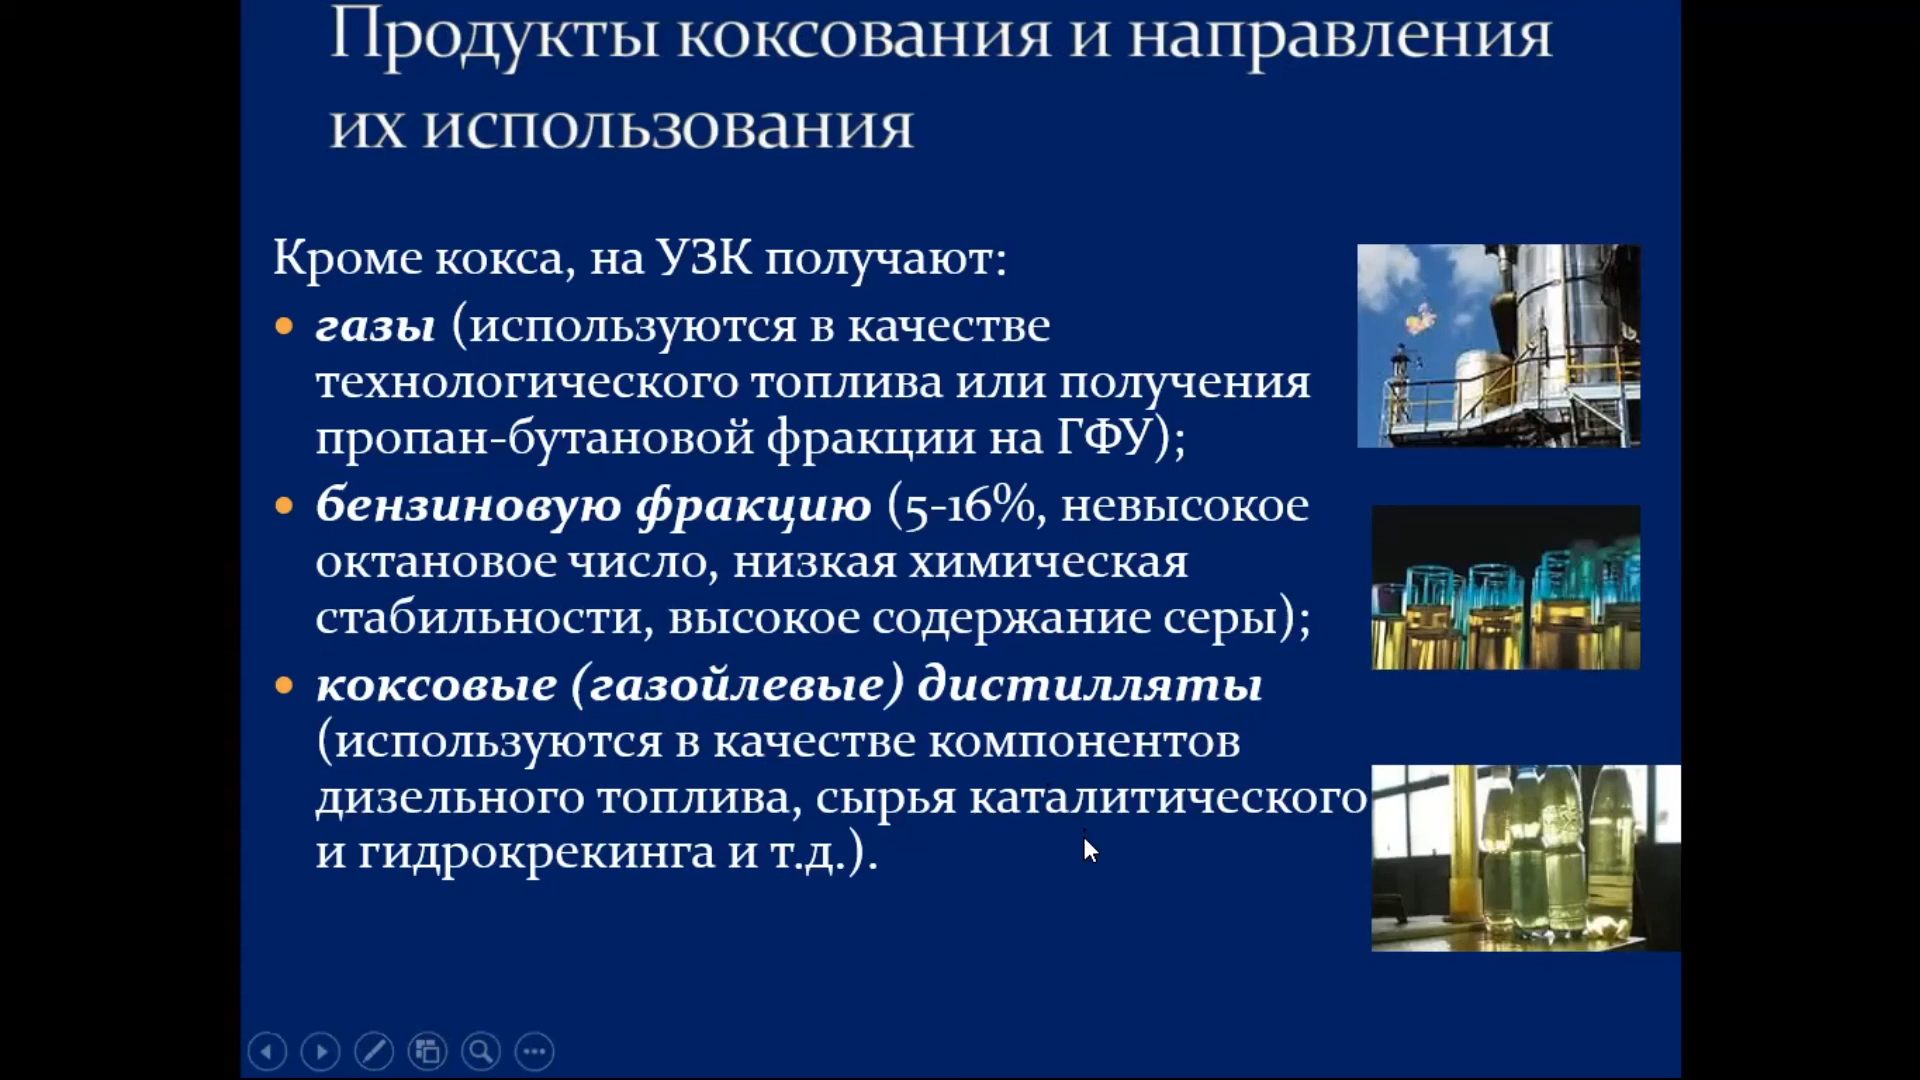 Продукты коксования и направления
их использования
Кроме кокса, на УЗК получают:
газы (используются в качестве
технологического топлива или получения
пропан-бутановой фракции на ГФУ);
бензиновую фракцию (5-16%, невысокое
октановое число, низкая химическая
стабильности, высокое содержание серы);
коксовые (газойлевые) дистилляты
(используются в качестве компонентов
дизельного топлива, сырья каталитического
и гидрокрекинга и т.д.).